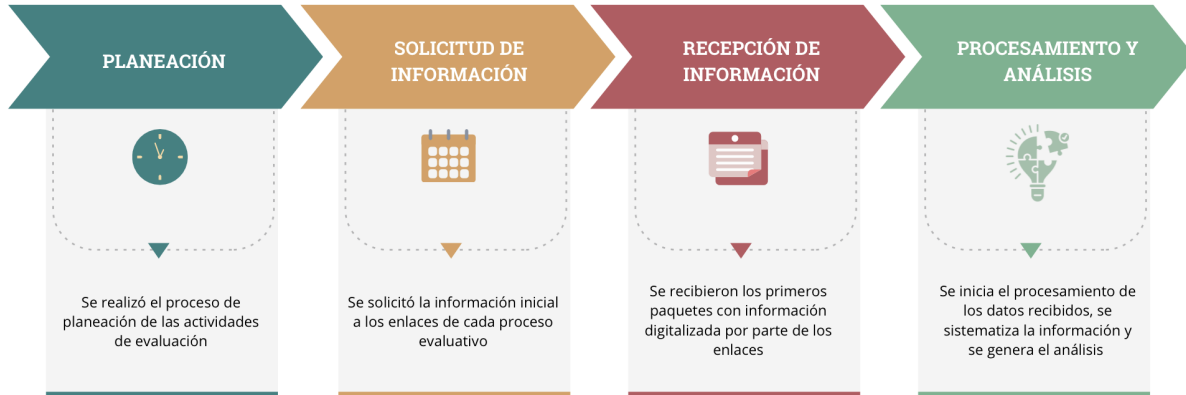 PLANEACIÓN
Se realizó el proceso de
planeación de las actividades
de evaluación
SOLICITUD DE
INFORMACIÓN
Se solicitó la información inicial
a los enlaces de cada proceso
evaluativo
RECEPCIÓN DE
INFORMACIÓN
Se recibieron los primeros
paquetes con información
digitalizada por parte de los
enlaces
PROCESAMIENTO Y
ANÁLISIS
Se inicia el procesamiento de
los datos recibidos, se
sistematiza la información y
se genera el análisis